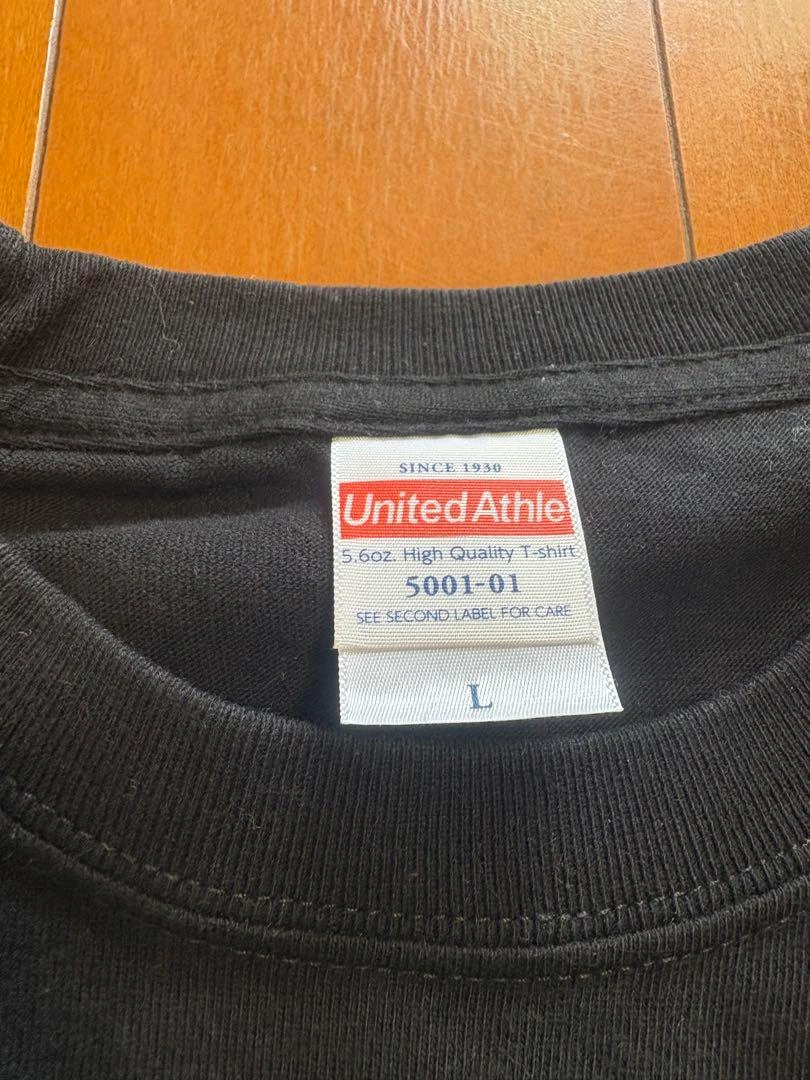 SINCE 1930
United Athle
5.6oz. High Quality T-shirt
5001-01
SEE SECOND LABEL FOR CARE
L